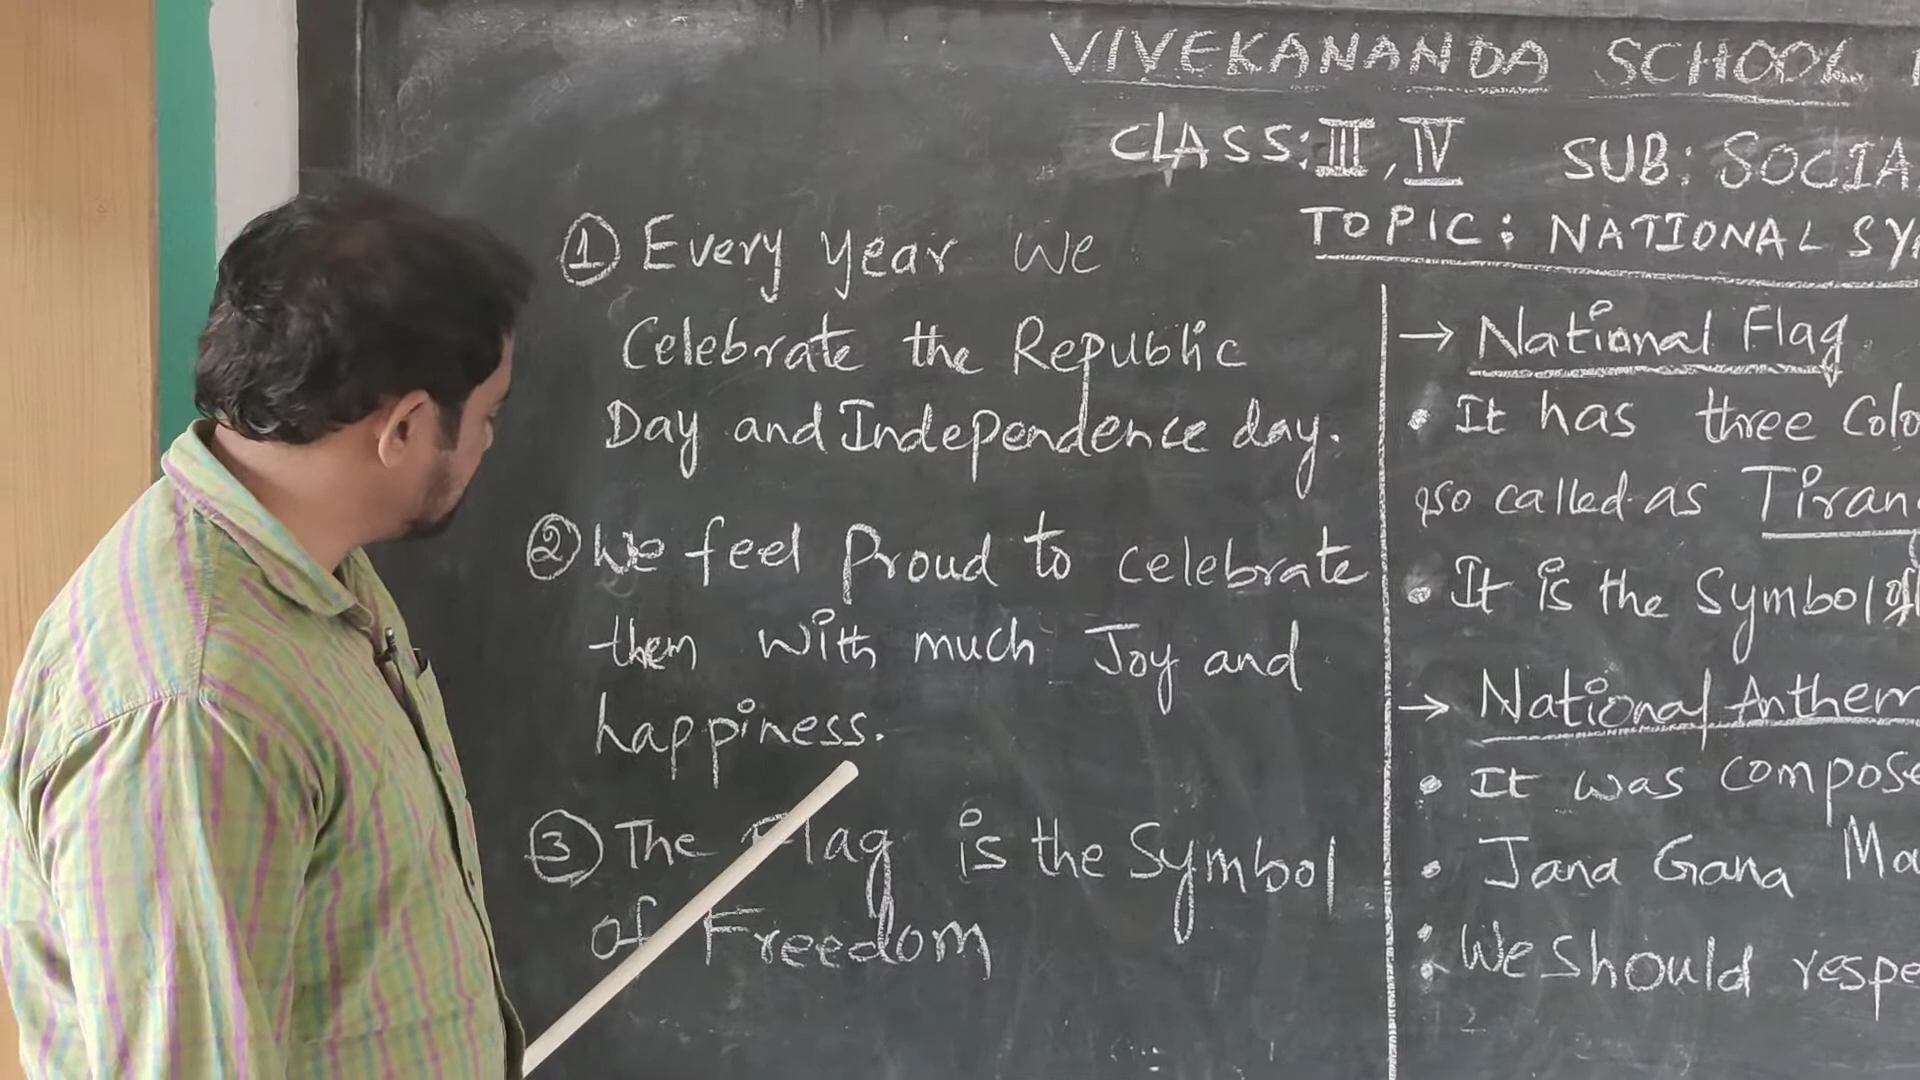 VIVEKANANDA SCHOOL
CLASS: III, IV SUB: SOCIA
TOPIC: NATIONAL SY
① Every year we
Celebrate the Republic
Day and Independence day.
② We feel Proud to celebrate
them with much Joy and
happiness.
③ The Flag is the Symbol
of Freedom
→ National Flag
• It has three Colo
so called as Tiran
• It is the Symbol of
→ National Anthem
• It was compose
• Jana Gana Ma
• We Should respe